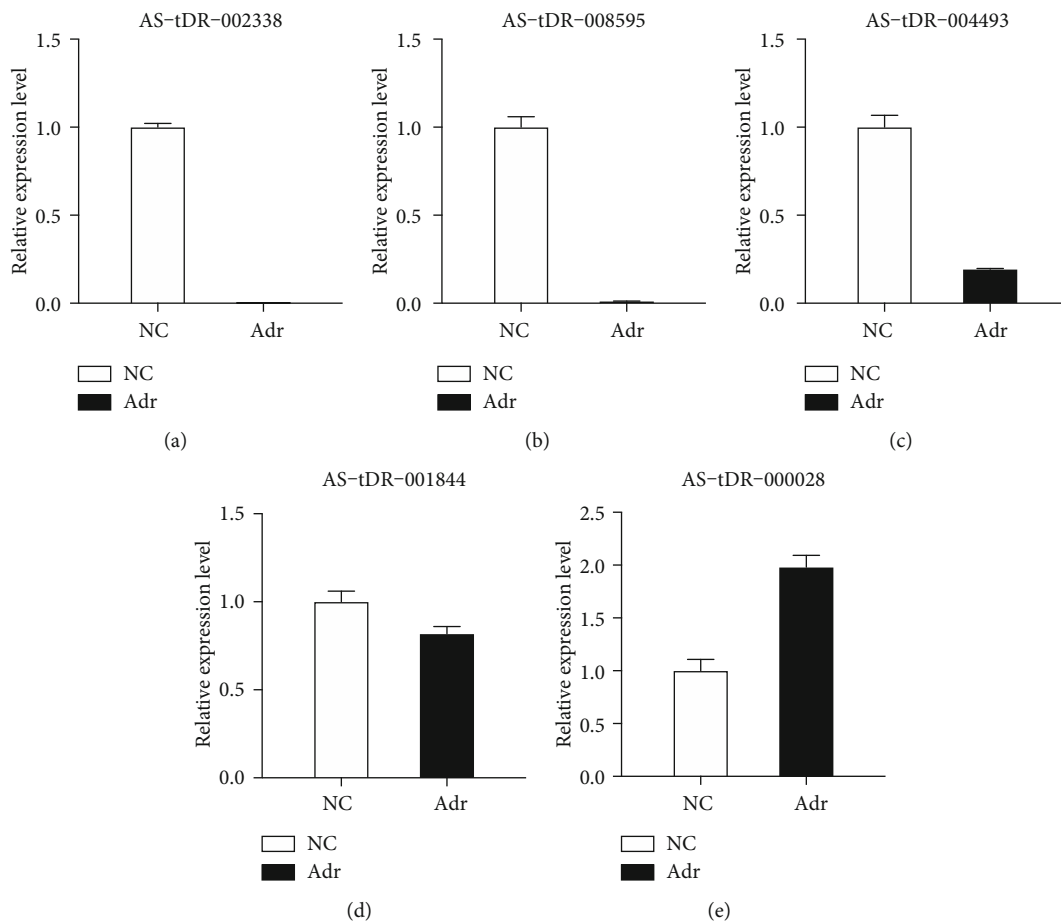 AS-tDR-002338
Relative expression level
1.5
1.0
0.5
0.0
NC Adr
NC
Adr
(a)
AS-tDR-008595
Relative expression level
1.5
1.0
0.5
0.0
NC Adr
NC
Adr
(b)
AS-tDR-004493
Relative expression level
1.5
1.0
0.5
0.0
NC Adr
NC
Adr
(c)
AS-tDR-001844
Relative expression level
1.5
1.0
0.5
0.0
NC Adr
NC
Adr
(d)
AS-tDR-000028
Relative expression level
2.5
2.0
1.5
1.0
0.5
0.0
NC Adr
NC
Adr
(e)